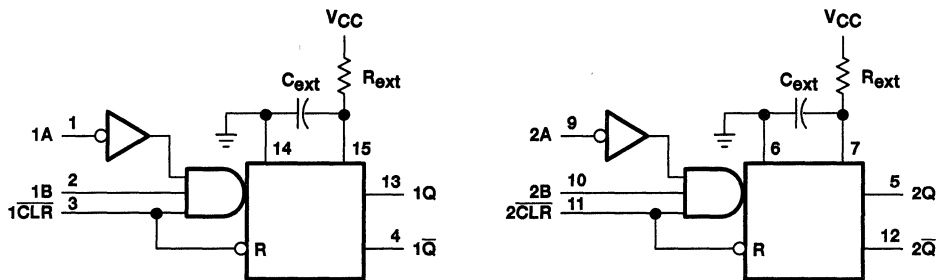 VCC
Rext
Cext
1A 1
14 15
1B 2
1CLR 3
13 1Q
R
4 1Q̅
VCC
Rext
Cext
2A 9
6 7
2B 10
2CLR 11
5 2Q
R
12 2Q̅